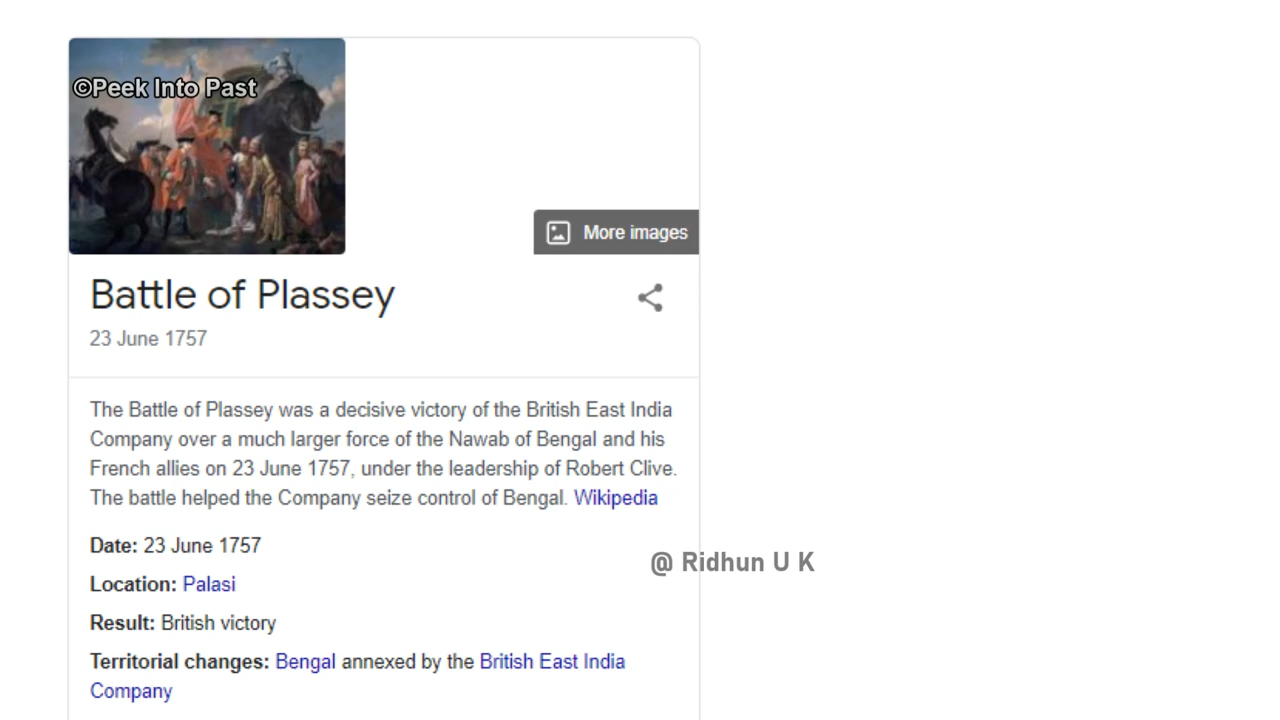 ©Peek Into Past
More images
Battle of Plassey
23 June 1757
The Battle of Plassey was a decisive victory of the British East India
Company over a much larger force of the Nawab of Bengal and his
French allies on 23 June 1757, under the leadership of Robert Clive.
The battle helped the Company seize control of Bengal. Wikipedia
Date: 23 June 1757
@ Ridhun U K
Location: Palasi
Result: British victory
Territorial changes: Bengal annexed by the British East India
Company